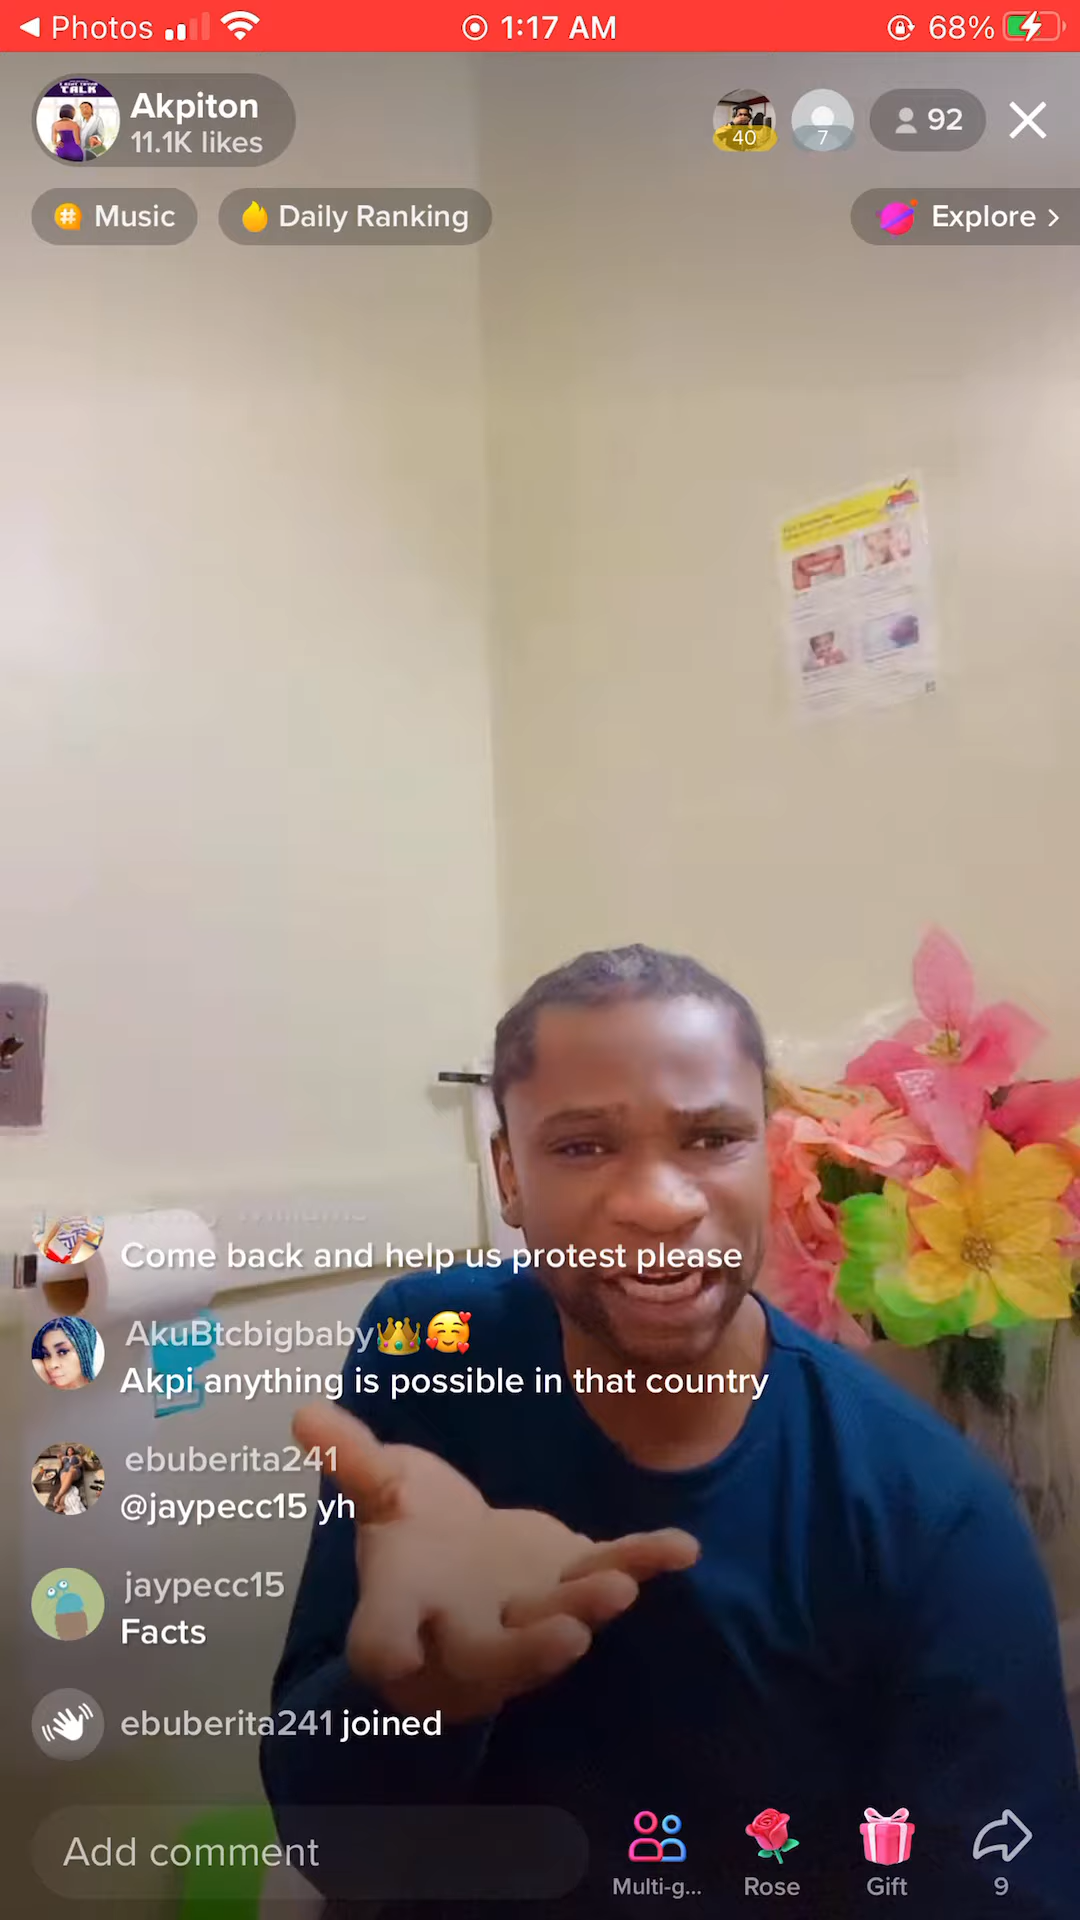 Photos
1:17 AM
68%
TALK
Akpiton
11.1K likes
40
7
92
Music
Daily Ranking
Explore
Come back and help us protest please
AkuBtcbigbaby👑🥰
Akpi anything is possible in that country
ebuberita241
@jaypecc15 yh
jaypecc15
Facts
ebuberita241 joined
Add comment
Multi-g...
Rose
Gift
9